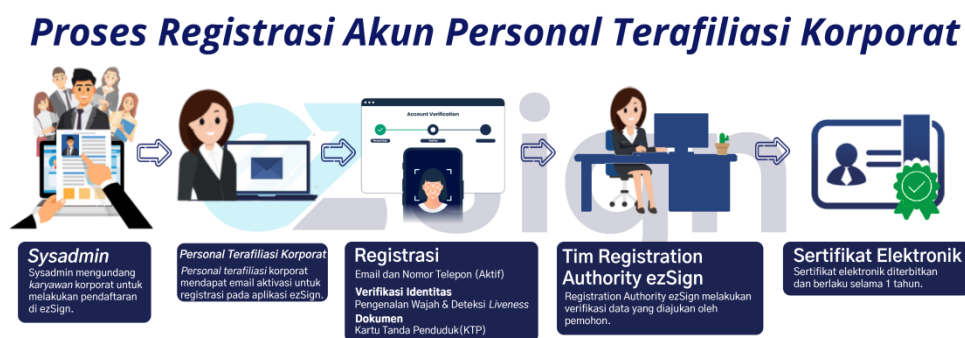 Proses Registrasi Akun Personal Terafiliasi Korporat
ezsign
Account Verification
Sysadmin
Sysadmin mengundang
karyawan korporat untuk
melakukan pendaftaran
di ezSign.
Personal Terafiliasi Korporat
Personal terafiliasi korporat
mendapat email aktivasi untuk
registrasi pada aplikasi ezSign.
Registrasi
Email dan Nomor Telepon (Aktif)
Verifikasi Identitas
Pengenalan Wajah & Deteksi Liveness
Dokumen
Kartu Tanda Penduduk(KTP)
Tim Registration
Authority ezSign
Registration Authority ezSign melakukan
verifikasi data yang diajukan oleh
pemohon.
Sertifikat Elektronik
Sertifikat elektronik diterbitkan
dan berlaku selama 1 tahun.